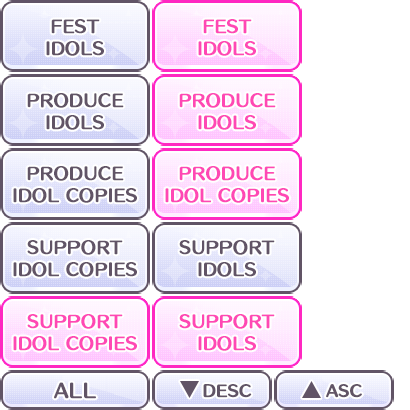 FEST
IDOLS
FEST
IDOLS
PRODUCE
IDOLS
PRODUCE
IDOLS
PRODUCE
IDOL COPIES
PRODUCE
IDOL COPIES
SUPPORT
IDOL COPIES
SUPPORT
IDOLS
SUPPORT
IDOL COPIES
SUPPORT
IDOLS
ALL
▼DESC
▲ASC